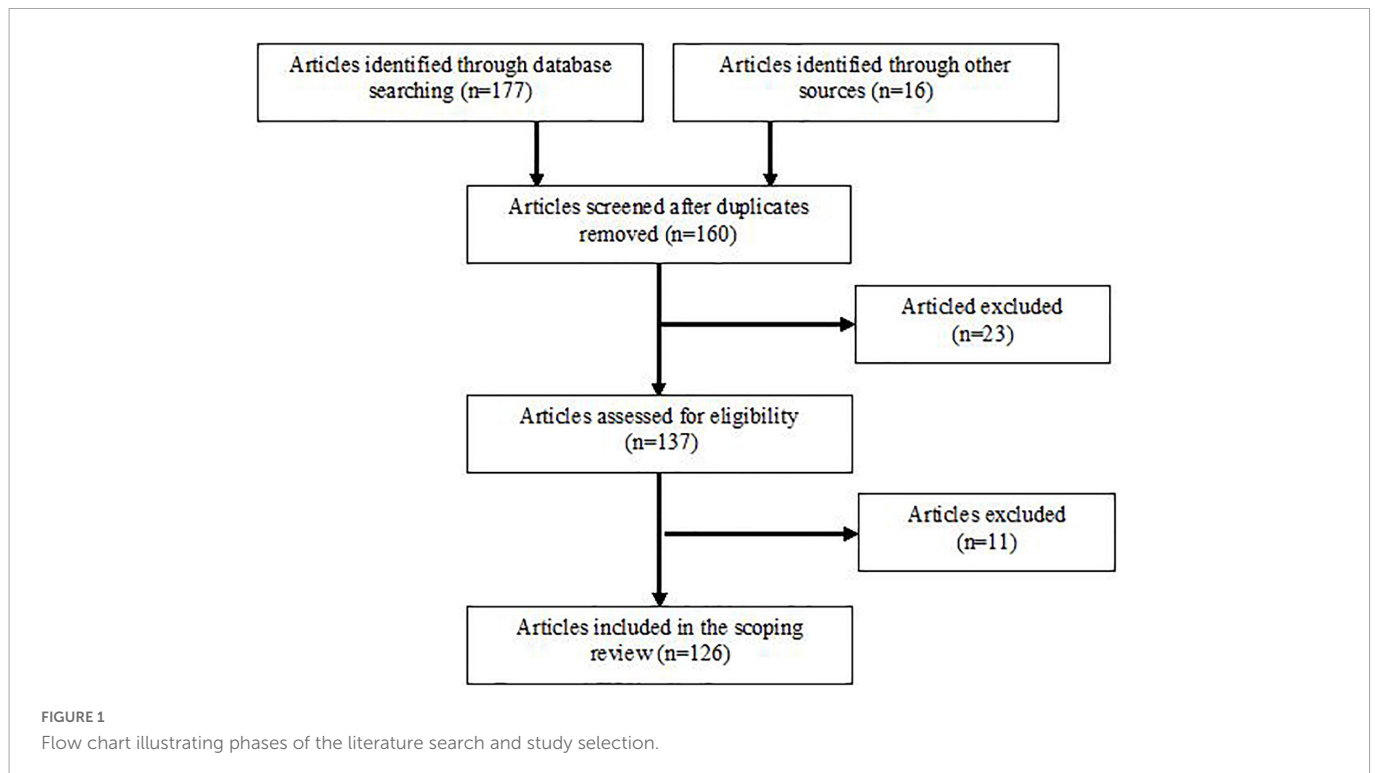 Articles identified through database
searching (n=177)
Articles identified through other
sources (n=16)
Articles screened after duplicates
removed (n=160)
Articled excluded
(n=23)
Articles assessed for eligibility
(n=137)
Articles excluded
(n=11)
Articles included in the scoping
review (n=126)
FIGURE 1
Flow chart illustrating phases of the literature search and study selection.